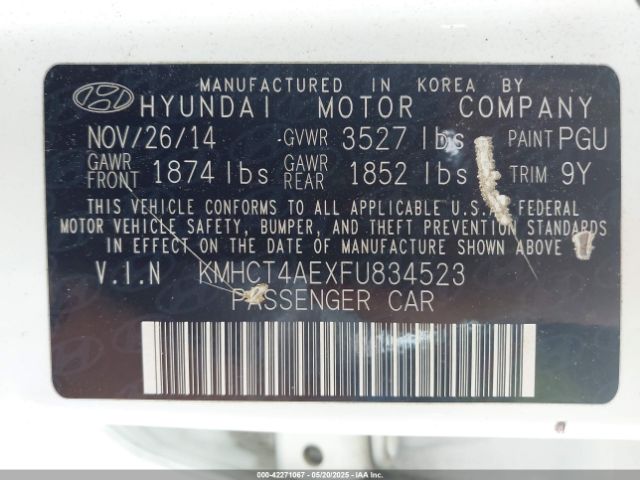 MANUFACTURED IN KOREA BY
HYUNDAI MOTOR COMPANY
NOV/26/14 GVWR 3527 lbs PAINT PGU
GAWR FRONT 1874 lbs GAWR REAR 1852 lbs TRIM 9Y
THIS VEHICLE CONFORMS TO ALL APPLICABLE U.S.A. FEDERAL
MOTOR VEHICLE SAFETY, BUMPER, AND THEFT PREVENTION STANDARDS
IN EFFECT ON THE DATE OF MANUFACTURE SHOWN ABOVE
V.I.N KMHCT4AEXFU834523
PASSENGER CAR
000-42271067 | 05/20/2025 | IAA Holdings, LLC